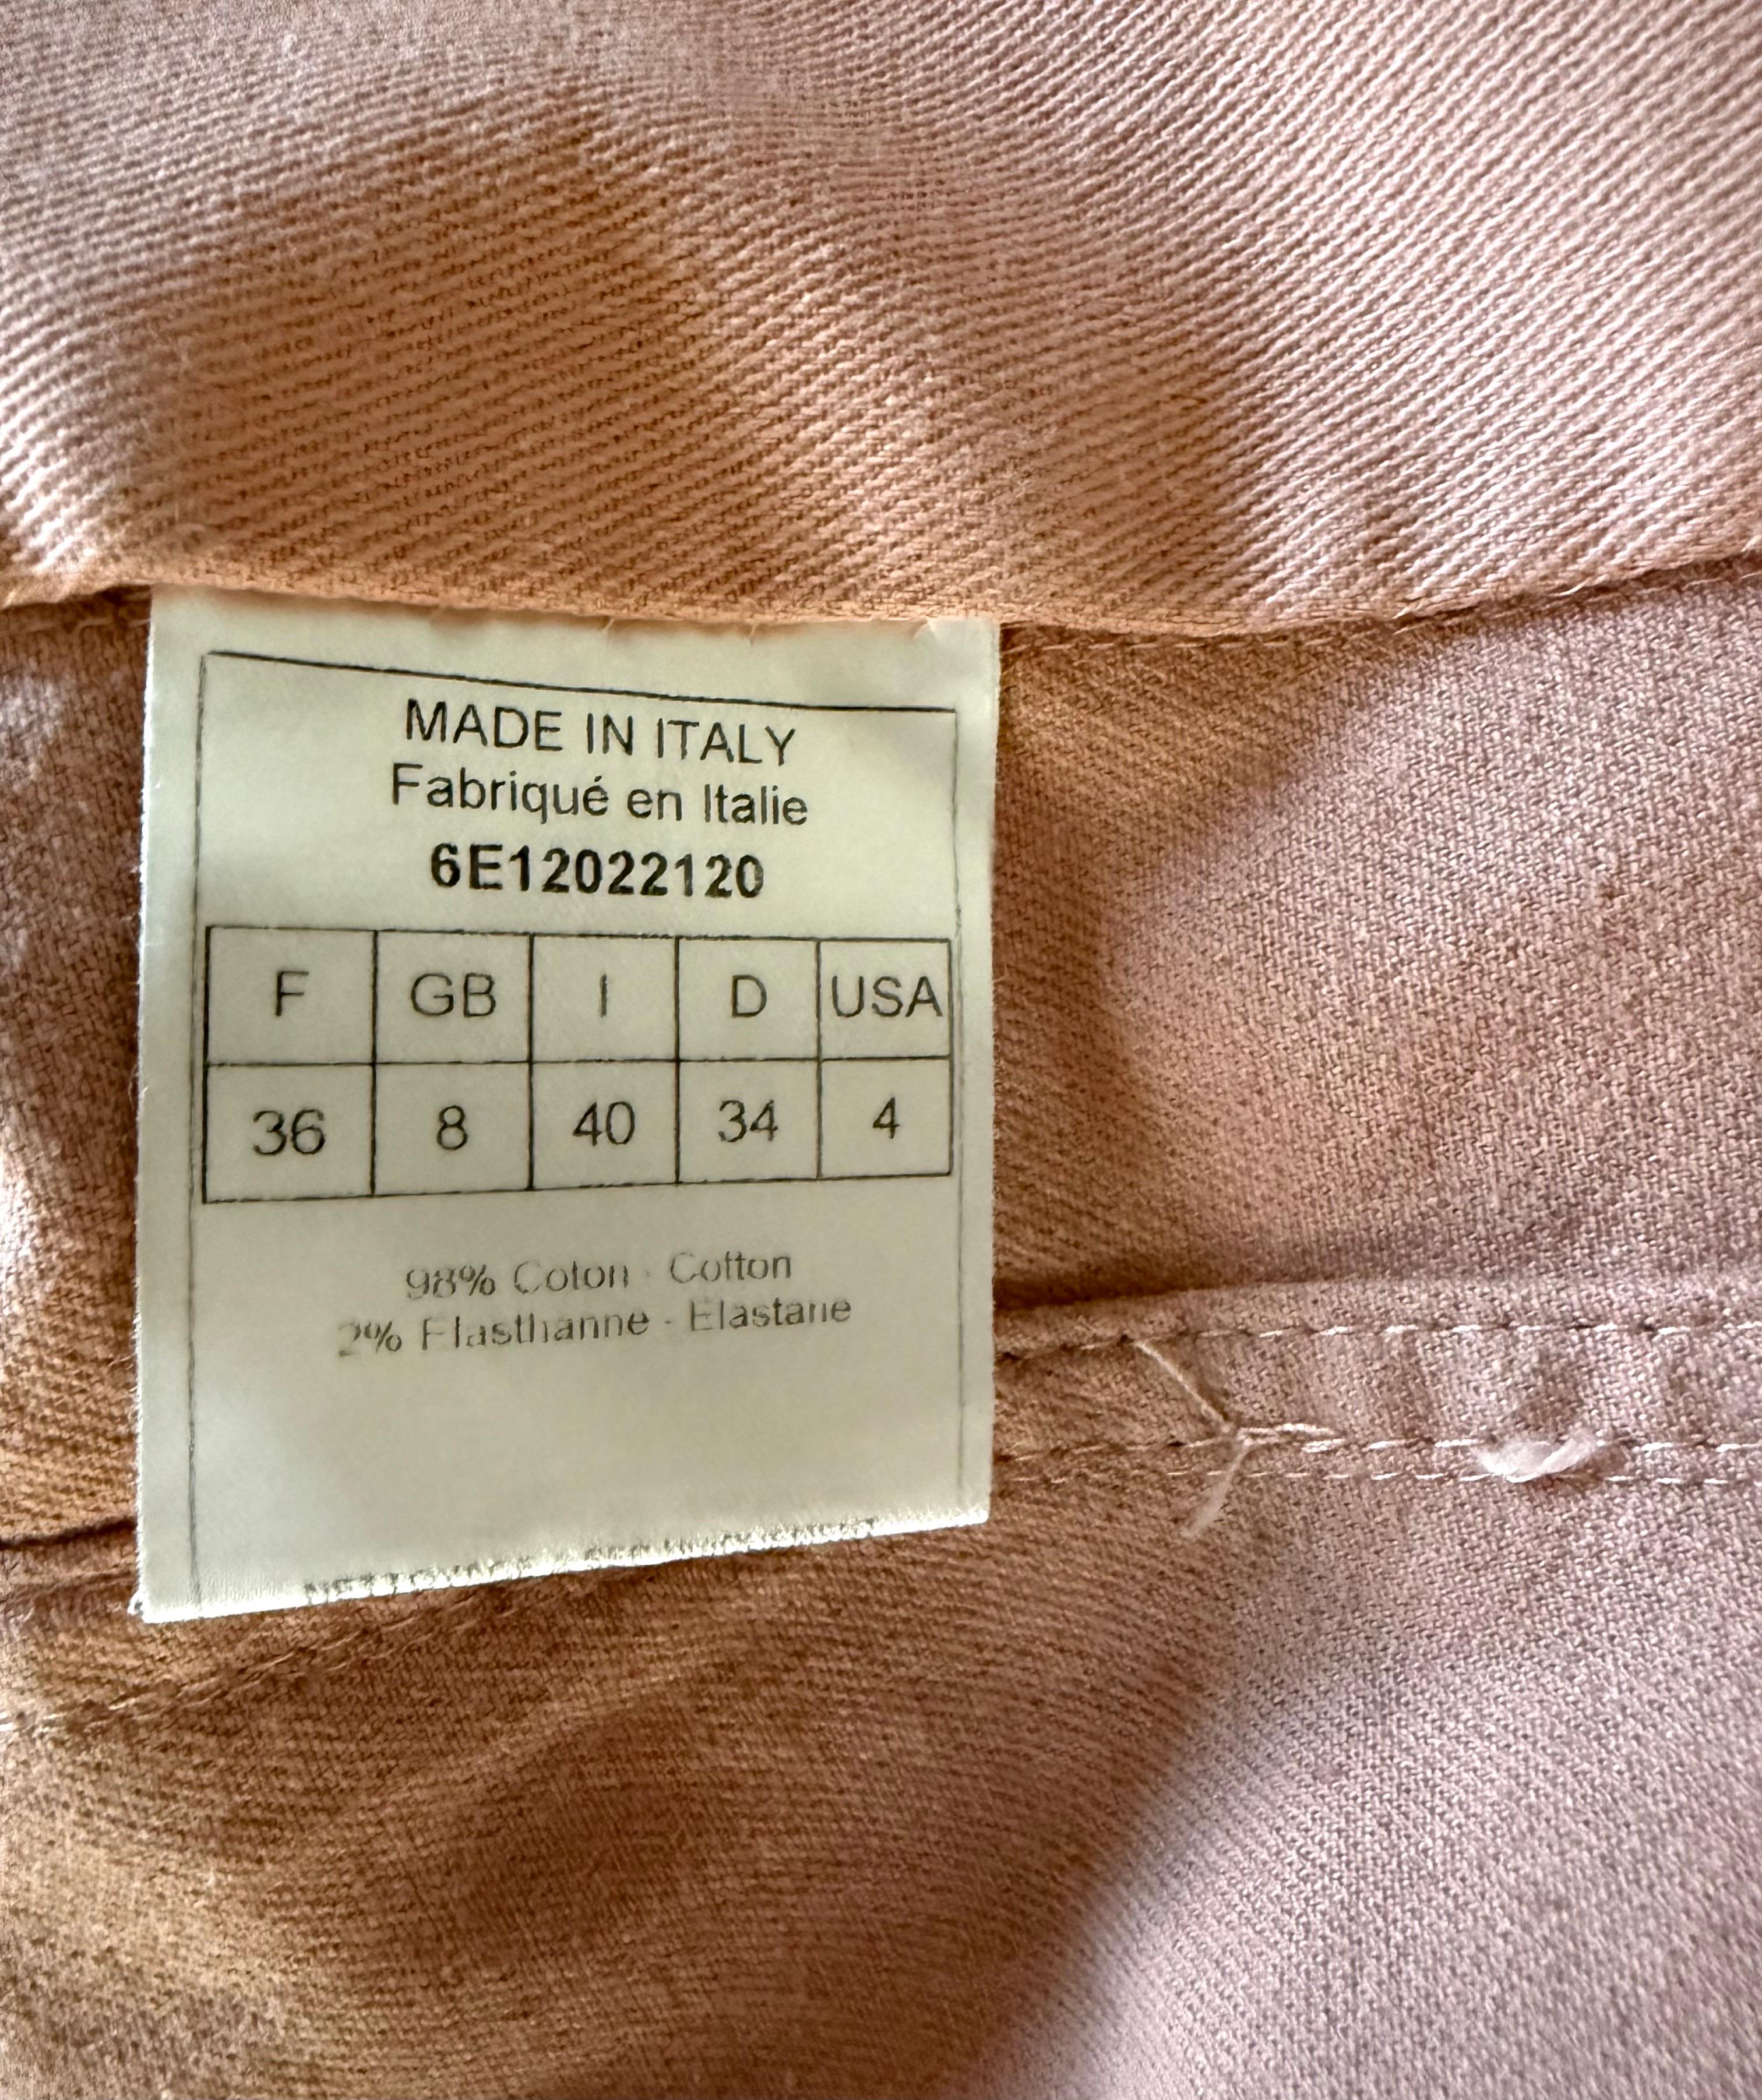 MADE IN ITALY
Fabriqué en Italie
6E12022120
F GB I D USA
36 8 40 34 4
98% Coton - Cotton
2% Elasthanne - Elastane